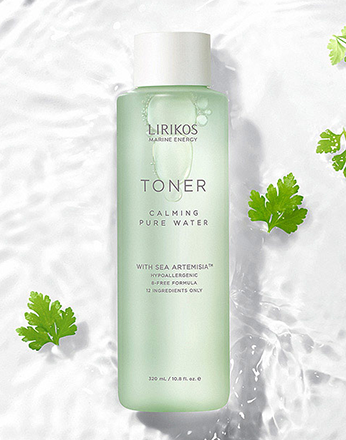 LIRIKOS
MARINE ENERGY
TONER
CALMING
PURE WATER
WITH SEA ARTEMISIA™
HYPOALLERGENIC
6-FREE FORMULA
12 INGREDIENTS ONLY
320 mL / 10.8 fl. oz. ℮